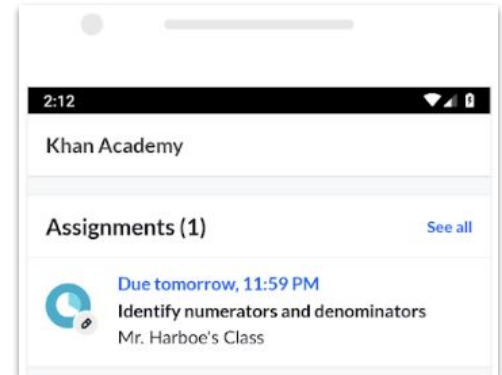 2:12
Khan Academy
Assignments (1)
See all
Due tomorrow, 11:59 PM
Identify numerators and denominators
Mr. Harboe's Class